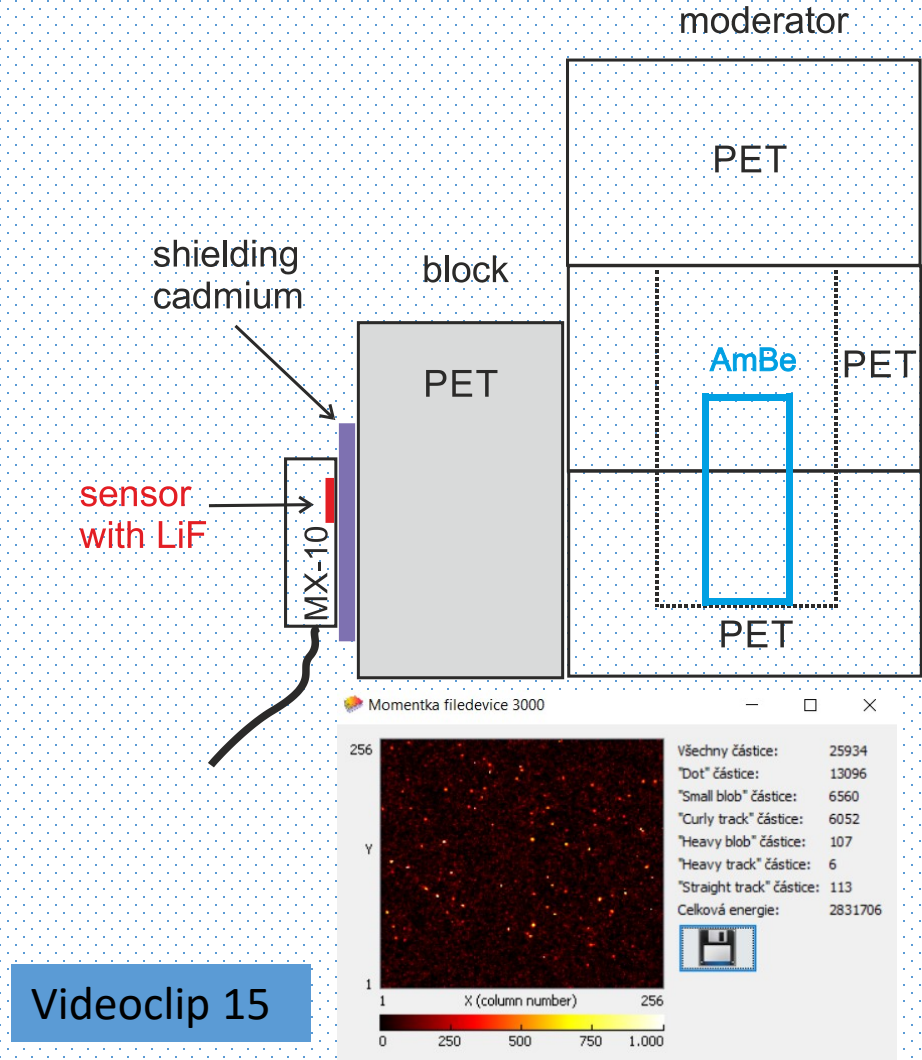 moderator
PET
shielding
cadmium
block
AmBe
PET
PET
sensor
with LiF
MX-10
PET
Momentka filedevice 3000
256
Y
1
1
X (column number)
256
0
250
500
750
1.000
Všechny částice: 25934
"Dot" částice: 13096
"Small blob" částice: 6560
"Curly track" částice: 6052
"Heavy blob" částice: 107
"Heavy track" částice: 6
"Straight track" částice: 113
Celková energie: 2831706
Videoclip 15